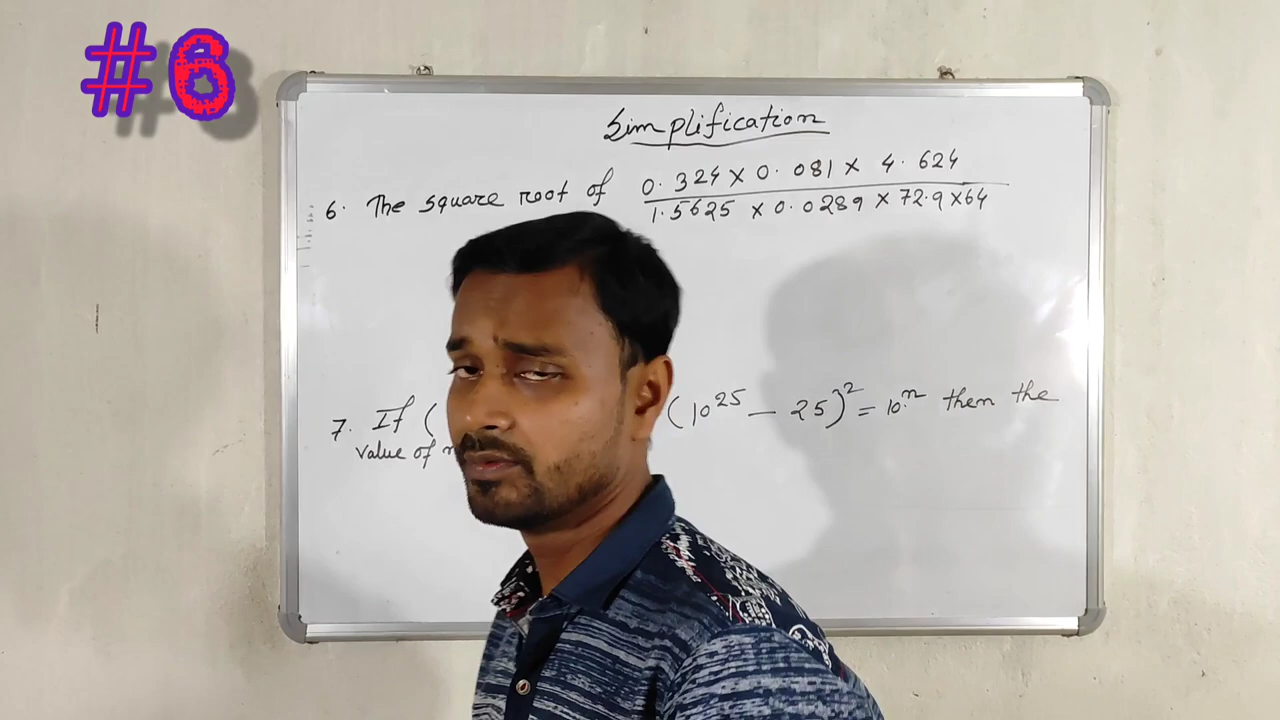 #6
Simplification
6. The square root of 0.324 x 0.081 x 4.624
1.5625 x 0.0289 x 72.9 x 64
7. If ( (10^25 — 25)^2 = 10^n then the
value of n